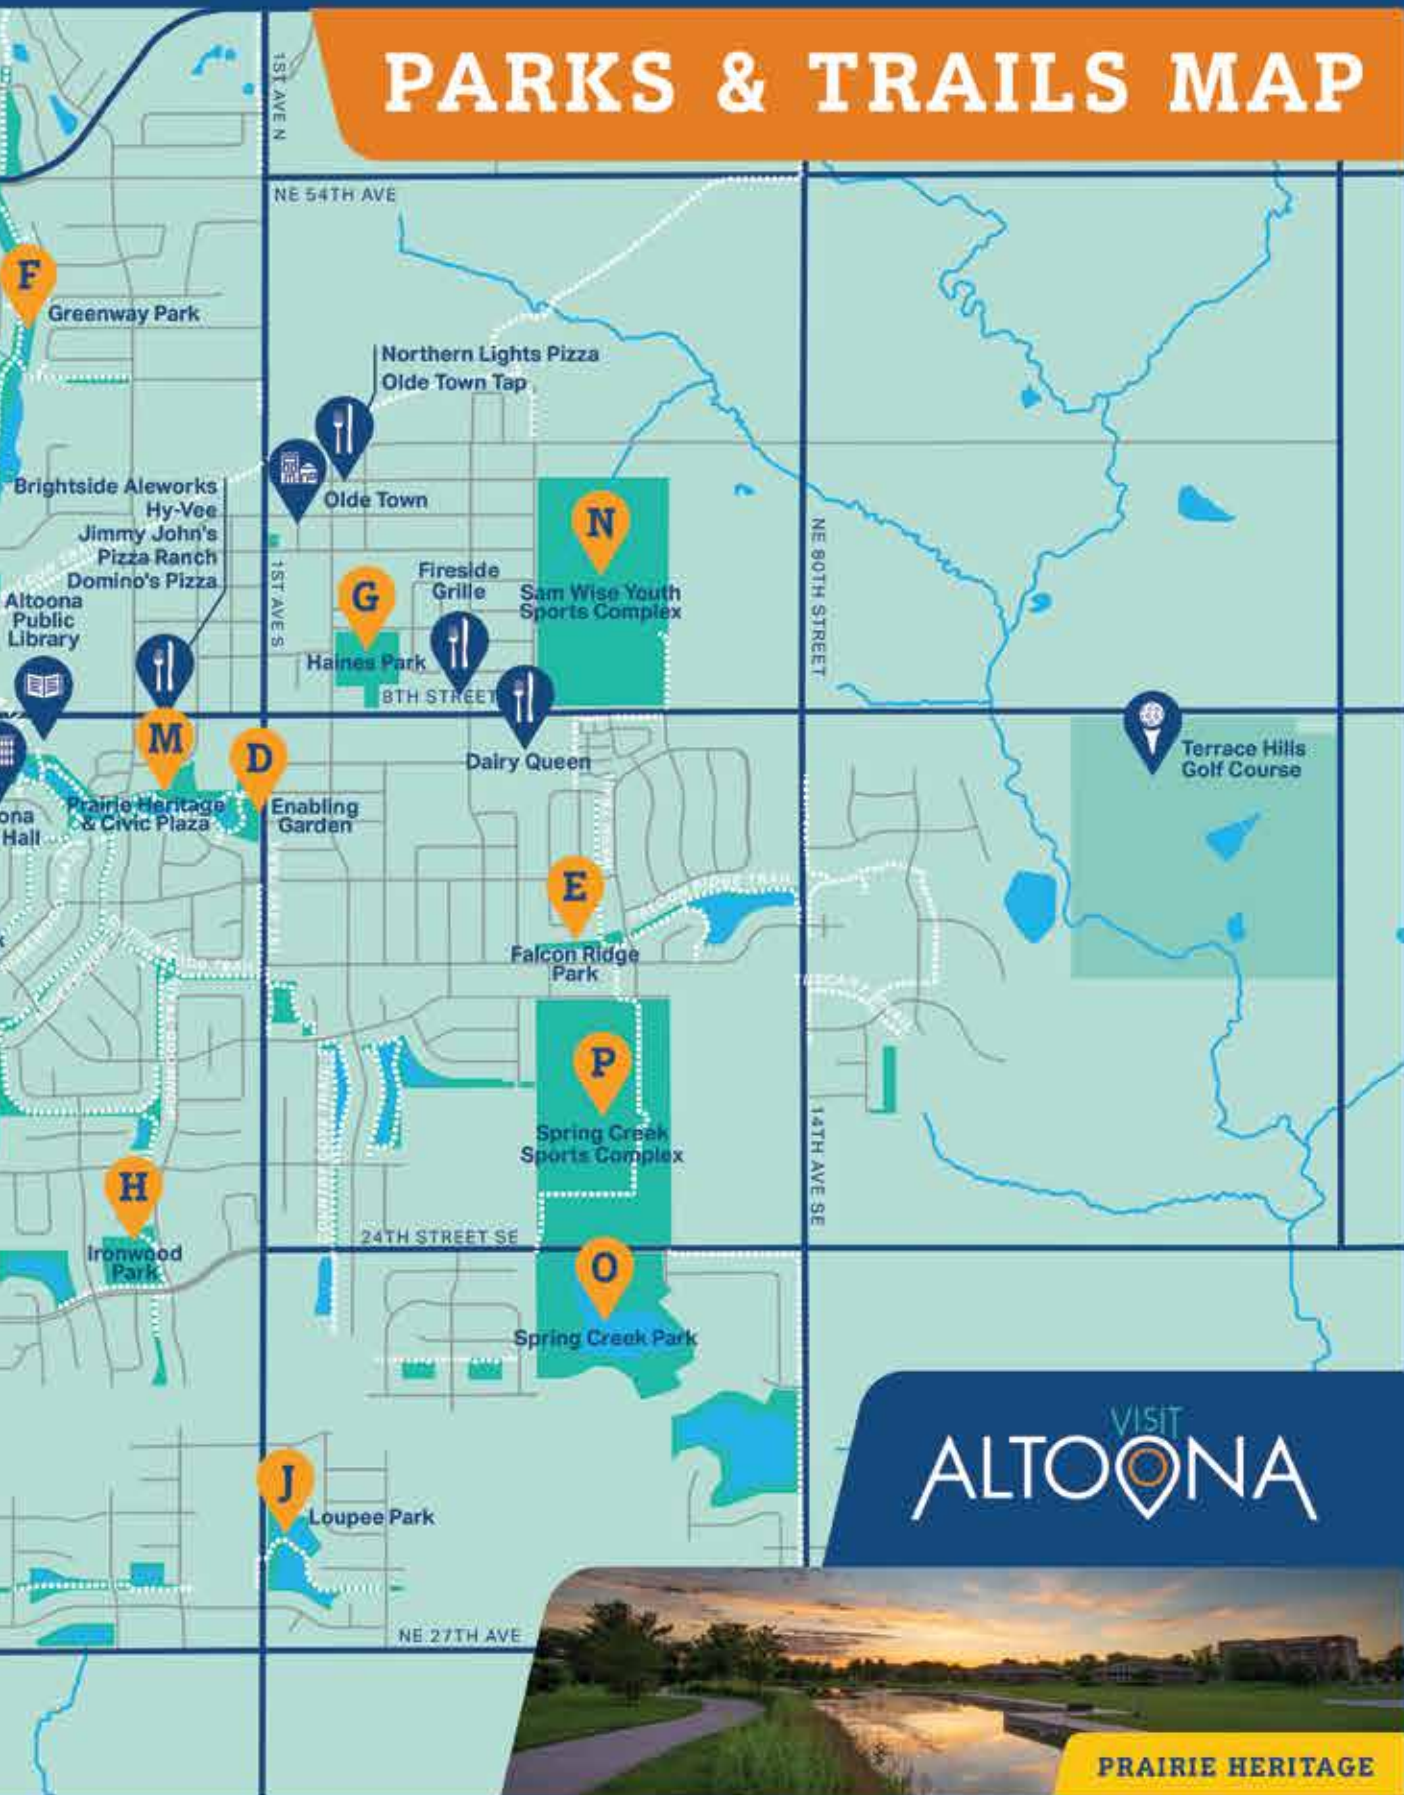 PARKS & TRAILS MAP
1ST AVE N
NE 54TH AVE
F
Greenway Park
Northern Lights Pizza
Olde Town Tap
Brightside Aleworks
Hy-Vee
Jimmy John's
Pizza Ranch
Domino's Pizza
Olde Town
N
Sam Wise Youth
Sports Complex
NE 80TH STREET
1ST AVE S
G
Haines Park
Fireside
Grille
8TH STREET
Altoona
Public
Library
M
Prairie Heritage
& Civic Plaza
D
Enabling
Garden
Dairy Queen
Terrace Hills
Golf Course
ona
Hall
E
Falcon Ridge
Park
RIDGE TRAIL
P
Spring Creek
Sports Complex
14TH AVE SE
H
Ironwood
Park
24TH STREET SE
O
Spring Creek Park
J
Loupee Park
NE 27TH AVE
VISIT
ALTOONA
PRAIRIE HERITAGE